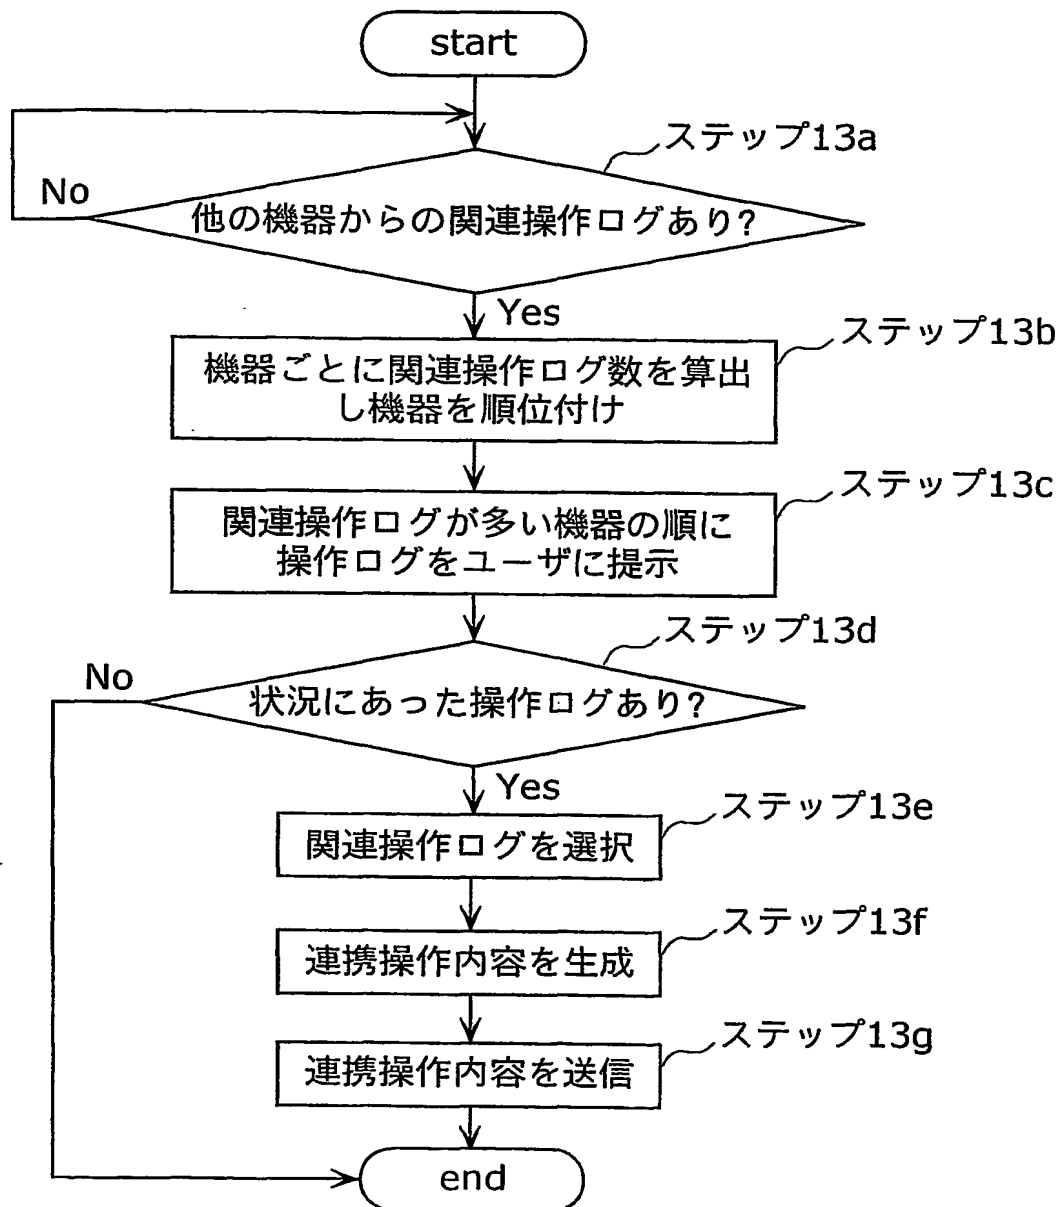 start
ステップ13a
No
他の機器からの関連操作ログあり?
Yes
ステップ13b
機器ごとに関連操作ログ数を算出
し機器を順位付け
ステップ13c
関連操作ログが多い機器の順に
操作ログをユーザに提示
ステップ13d
No
状況にあった操作ログあり?
Yes
ステップ13e
関連操作ログを選択
ステップ13f
連携操作内容を生成
ステップ13g
連携操作内容を送信
end